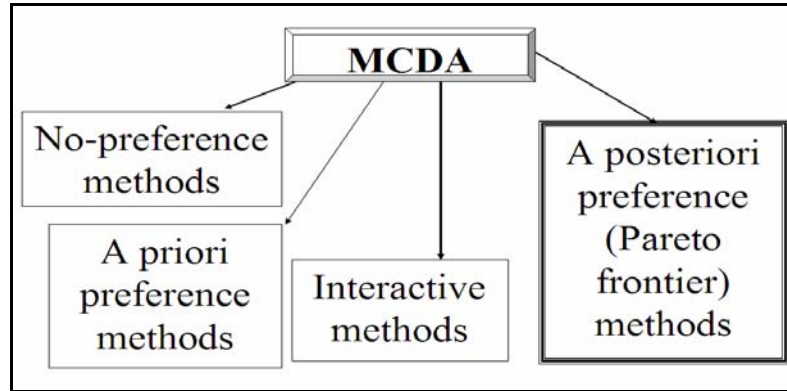 MCDA
No-preference
methods
A priori
preference
methods
Interactive
methods
A posteriori
preference
(Pareto
frontier)
methods